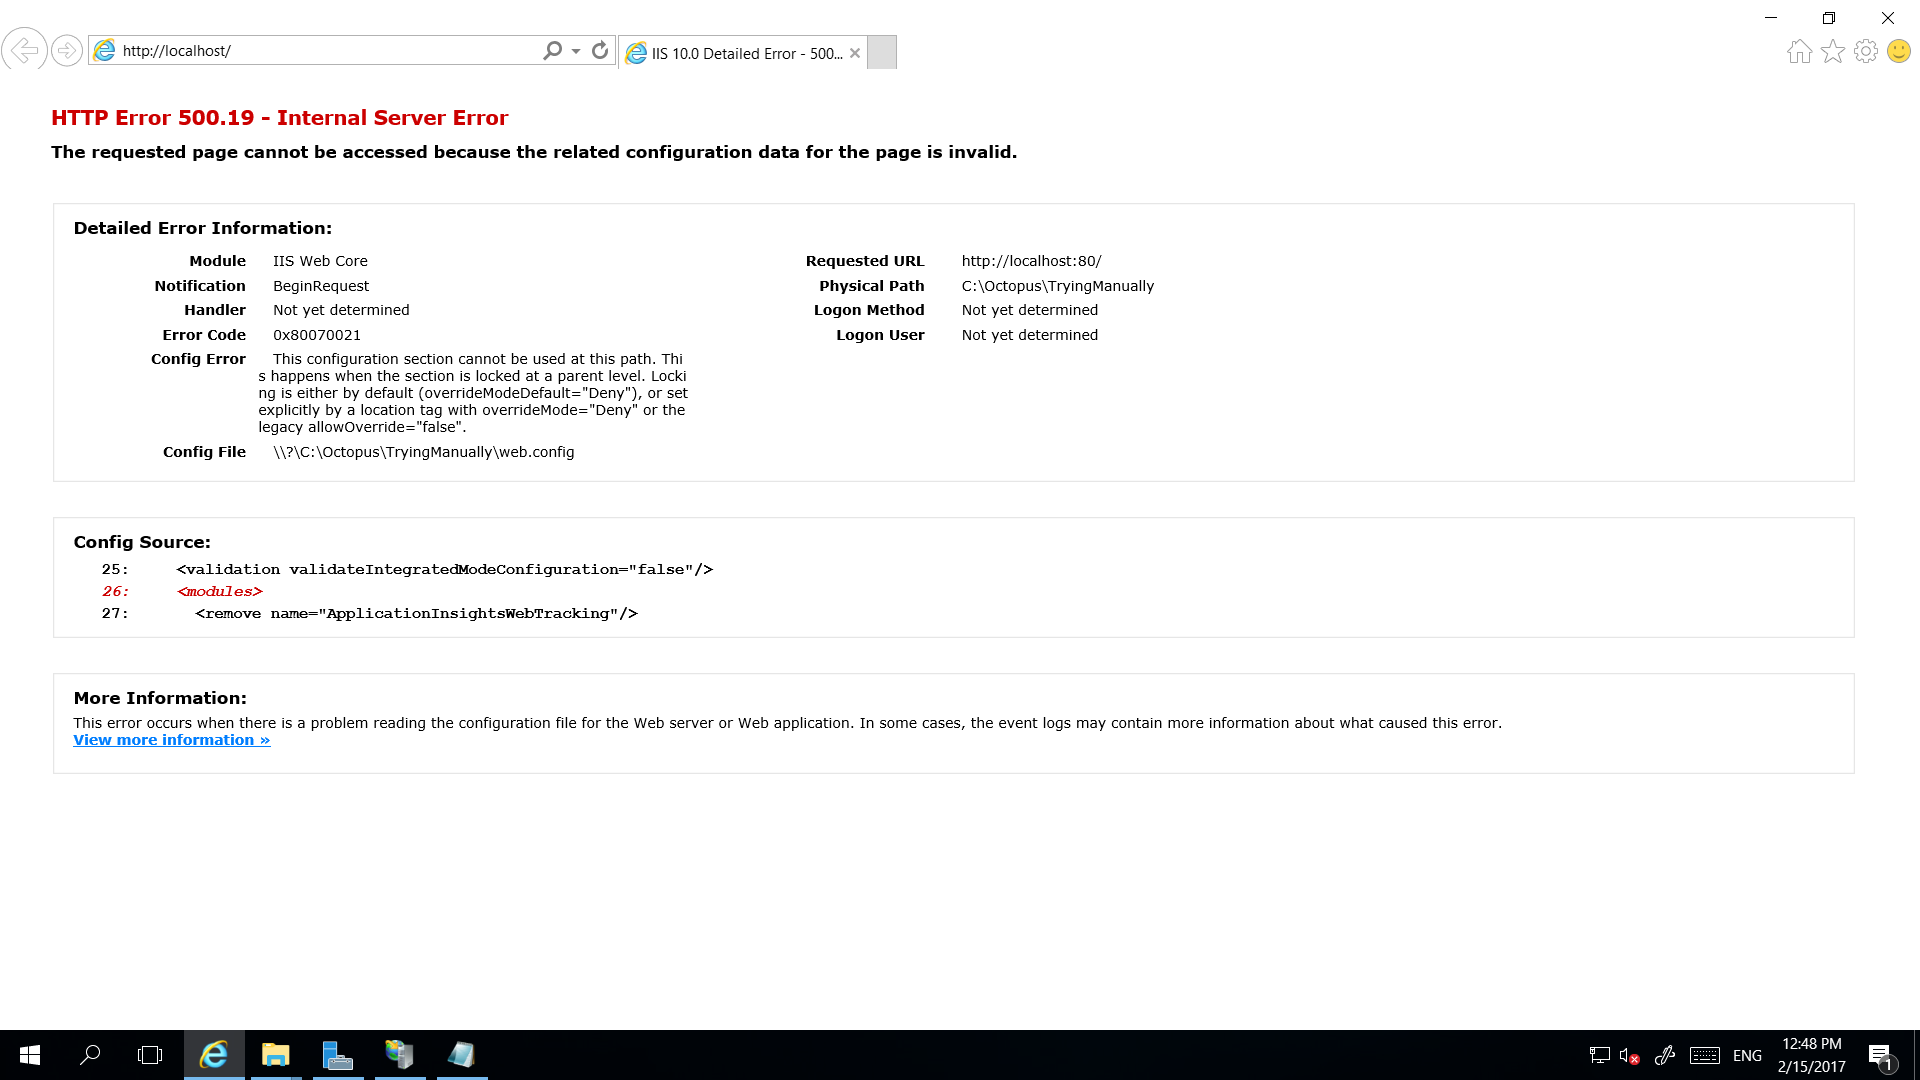 http://localhost/
IIS 10.0 Detailed Error - 500...
HTTP Error 500.19 - Internal Server Error
The requested page cannot be accessed because the related configuration data for the page is invalid.
Detailed Error Information:
Module IIS Web Core
Notification BeginRequest
Handler Not yet determined
Error Code 0x80070021
Config Error This configuration section cannot be used at this path. Thi
s happens when the section is locked at a parent level. Locki
ng is either by default (overrideModeDefault="Deny"), or set
explicitly by a location tag with overrideMode="Deny" or the
legacy allowOverride="false".
Config File \\?\C:\Octopus\TryingManually\web.config
Requested URL http://localhost:80/
Physical Path C:\Octopus\TryingManually
Logon Method Not yet determined
Logon User Not yet determined
Config Source:
25: <validation validateIntegratedModeConfiguration="false"/>
26: <modules>
27: <remove name="ApplicationInsightsWebTracking"/>
More Information:
This error occurs when there is a problem reading the configuration file for the Web server or Web application. In some cases, the event logs may contain more information about what caused this error.
View more information »
ENG
12:48 PM
2/15/2017
1